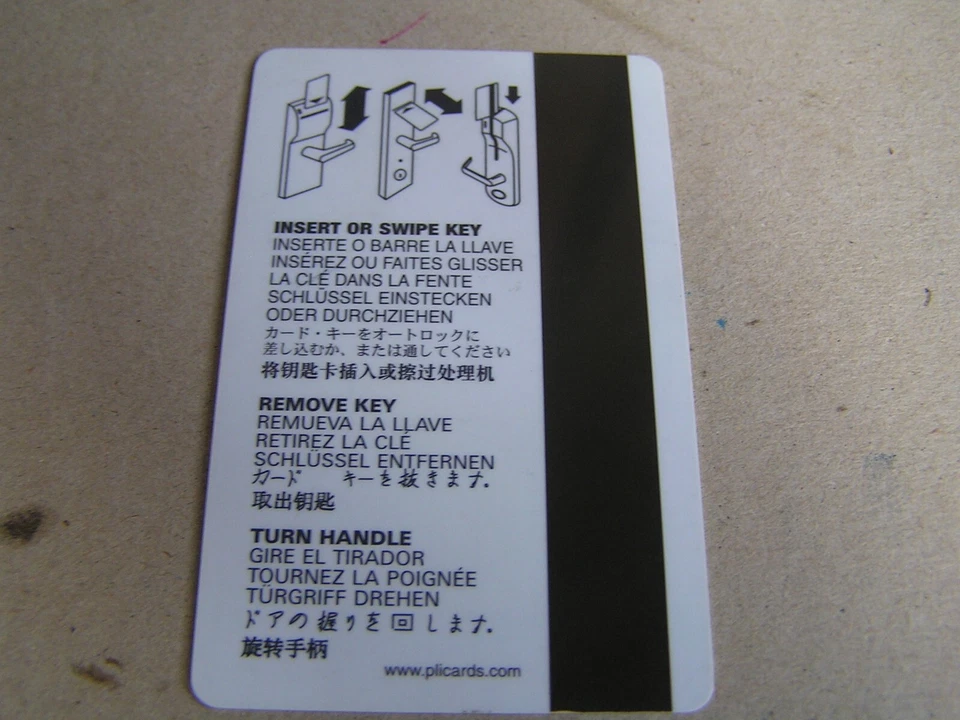 INSERT OR SWIPE KEY
INSERTE O BARRE LA LLAVE
INSÉREZ OU FAITES GLISSER
LA CLÉ DANS LA FENTE
SCHLÜSSEL EINSTECKEN
ODER DURCHZIEHEN
カード・キーをオートロックに
差し込むか、または通してください
将钥匙卡插入或擦过处理机
REMOVE KEY
REMUEVA LA LLAVE
RETIREZ LA CLÉ
SCHLÜSSEL ENTFERNEN
カード キーを抜きます.
取出钥匙
TURN HANDLE
GIRE EL TIRADOR
TOURNEZ LA POIGNÉE
TÜRGRIFF DREHEN
ドアの握りを回します.
旋转手柄
www.plicards.com